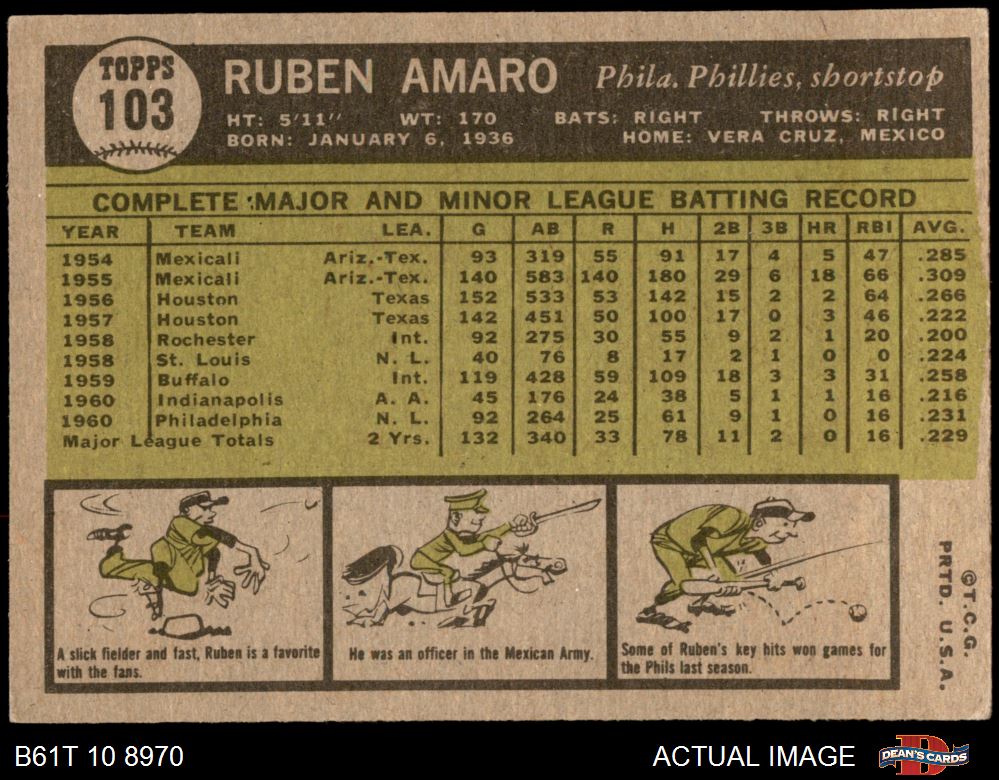 TOPPS
103
RUBEN AMARO Phila. Phillies, shortstop
HT: 5'11" WT: 170 BATS: RIGHT THROWS: RIGHT
BORN: JANUARY 6, 1936 HOME: VERA CRUZ, MEXICO
COMPLETE MAJOR AND MINOR LEAGUE BATTING RECORD
YEAR TEAM LEA. G AB R H 2B 3B HR RBI AVG.
1954 Mexicali Ariz.-Tex. 93 319 55 91 17 4 5 47 .285
1955 Mexicali Ariz.-Tex. 140 583 140 180 29 6 18 66 .309
1956 Houston Texas 152 533 53 142 15 2 2 64 .266
1957 Houston Texas 142 451 50 100 17 0 3 46 .222
1958 Rochester Int. 92 275 30 55 9 2 1 20 .200
1958 St. Louis N. L. 40 76 8 17 2 1 0 0 .224
1959 Buffalo Int. 119 428 59 109 18 3 3 31 .258
1960 Indianapolis A. A. 45 176 24 38 5 1 1 16 .216
1960 Philadelphia N. L. 92 264 25 61 9 1 0 16 .231
Major League Totals 2 Yrs. 132 340 33 78 11 2 0 16 .229
A slick fielder and fast, Ruben is a favorite
with the fans.
He was an officer in the Mexican Army.
Some of Ruben's key hits won games for
the Phils last season.
©T.C.G.
PRTD. U.S.A.
B61T 10 8970
ACTUAL IMAGE
DEAN'S CARDS